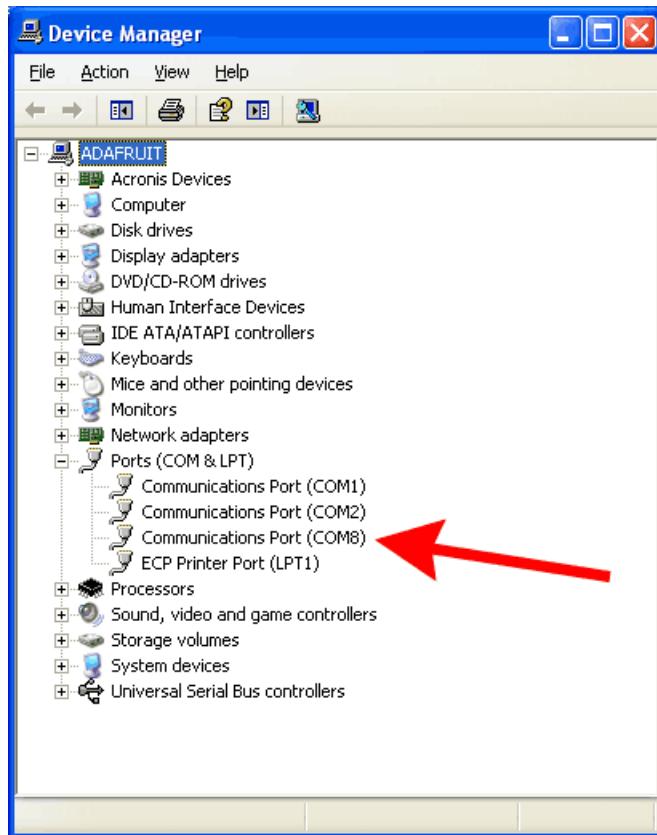 Device Manager
File Action View Help
ADAFRUIT
Acronis Devices
Computer
Disk drives
Display adapters
DVD/CD-ROM drives
Human Interface Devices
IDE ATA/ATAPI controllers
Keyboards
Mice and other pointing devices
Monitors
Network adapters
Ports (COM & LPT)
Communications Port (COM1)
Communications Port (COM2)
Communications Port (COM8)
ECP Printer Port (LPT1)
Processors
Sound, video and game controllers
Storage volumes
System devices
Universal Serial Bus controllers